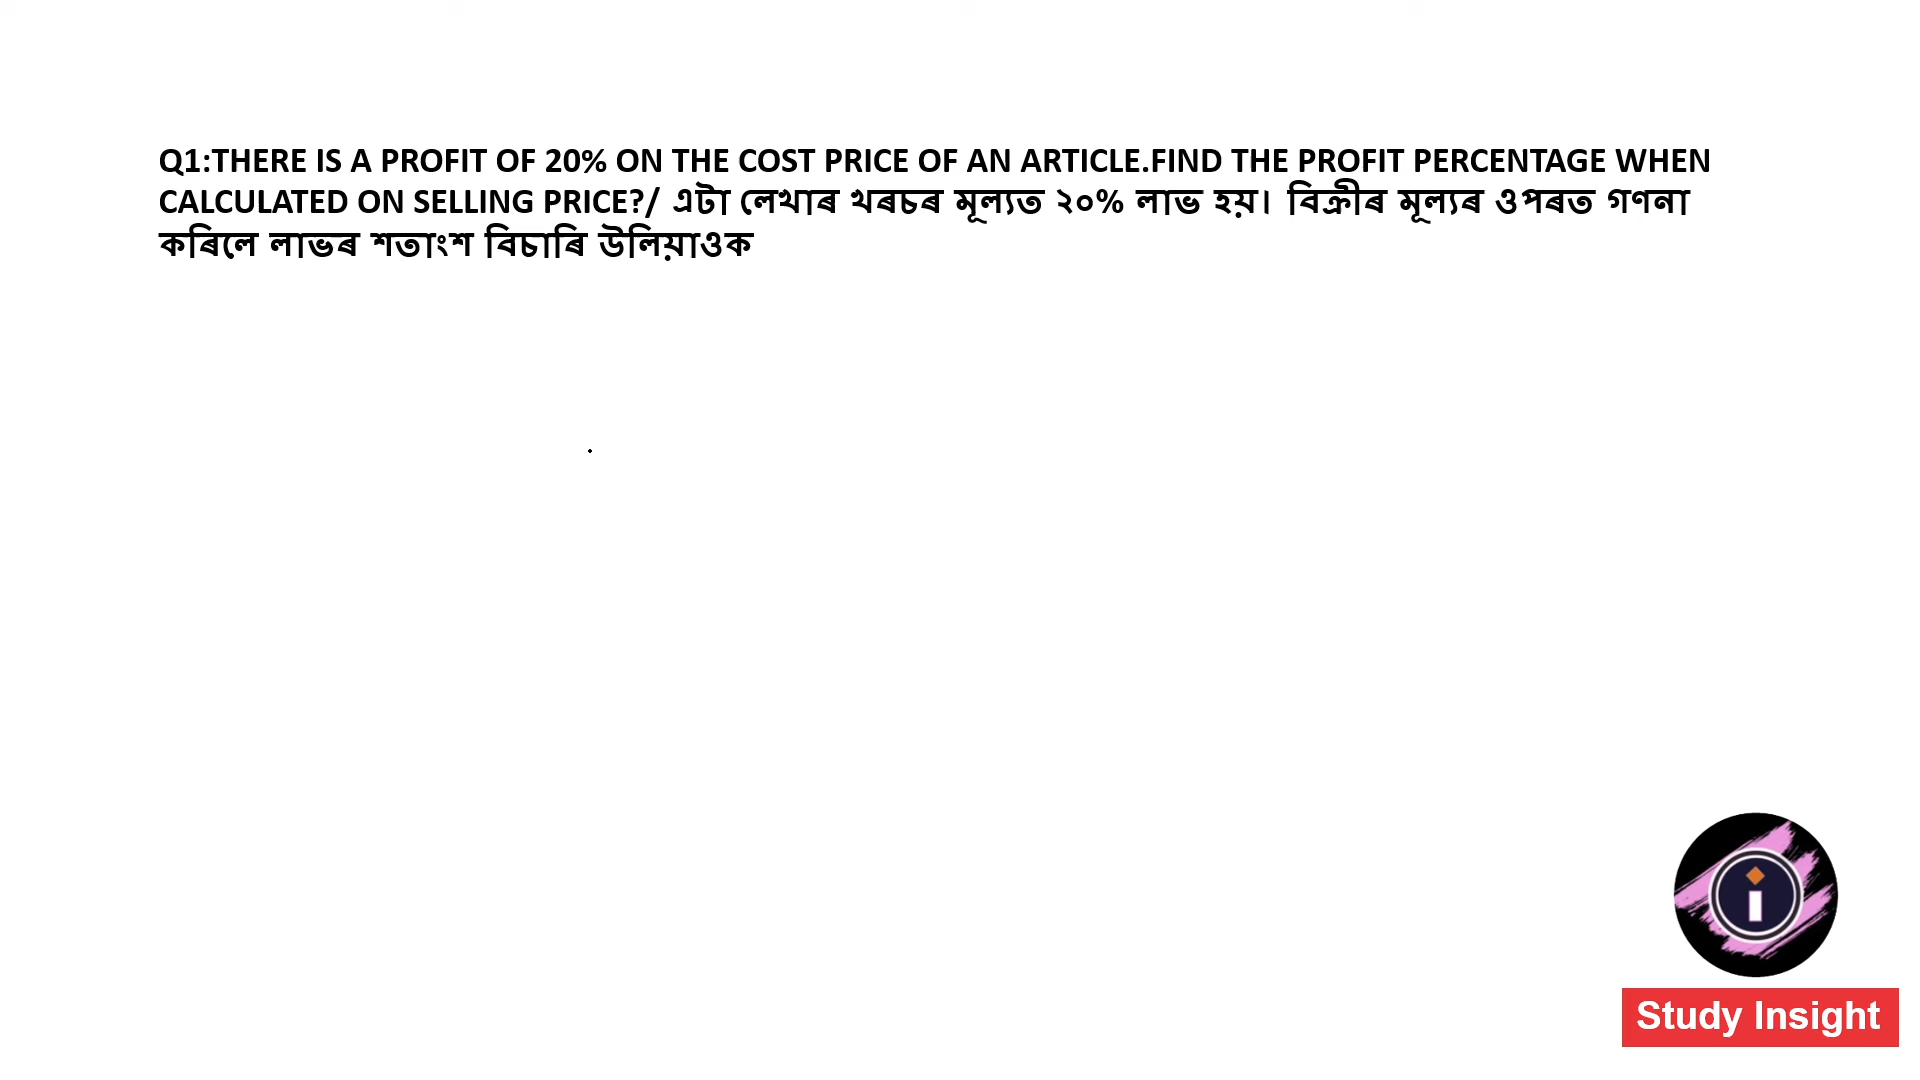 Q1:THERE IS A PROFIT OF 20% ON THE COST PRICE OF AN ARTICLE.FIND THE PROFIT PERCENTAGE WHEN
CALCULATED ON SELLING PRICE?/ এটা লেখাৰ খৰচৰ মূল্যত ২০% লাভ হয়। বিক্ৰীৰ মূল্যৰ ওপৰত গণনা
কৰিলে লাভৰ শতাংশ বিচাৰি উলিয়াওক
Study Insight